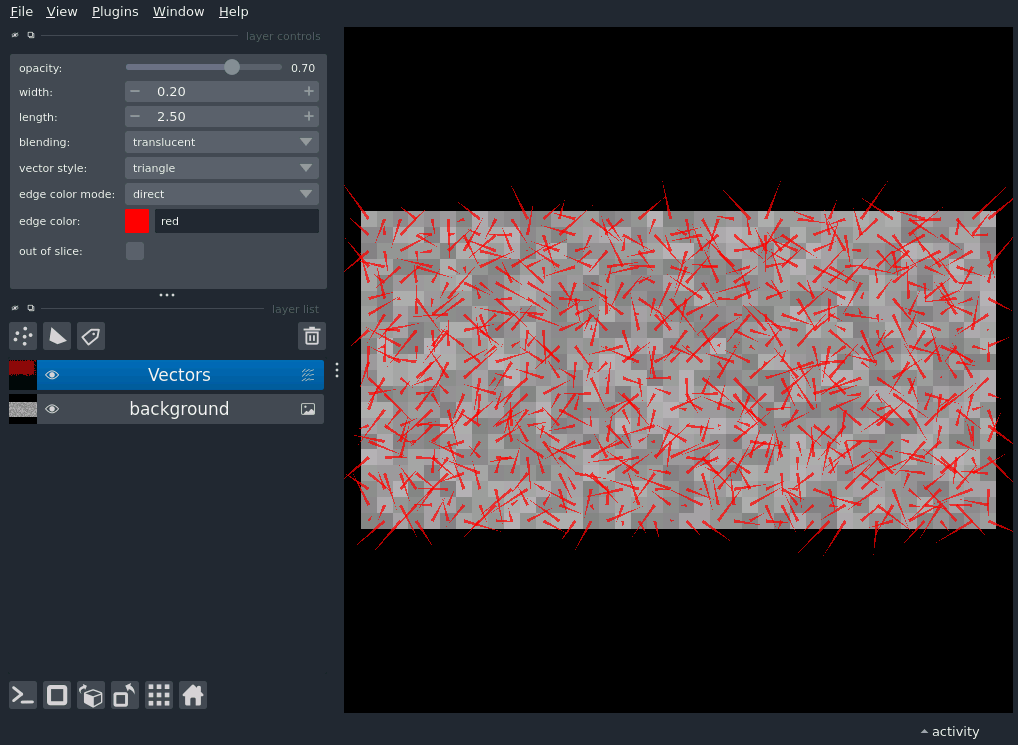 File View Plugins Window Help
layer controls
opacity: 0.70
width: 0.20
length: 2.50
blending: translucent
vector style: triangle
edge color mode: direct
edge color: red
out of slice:
layer list
Vectors
background
activity